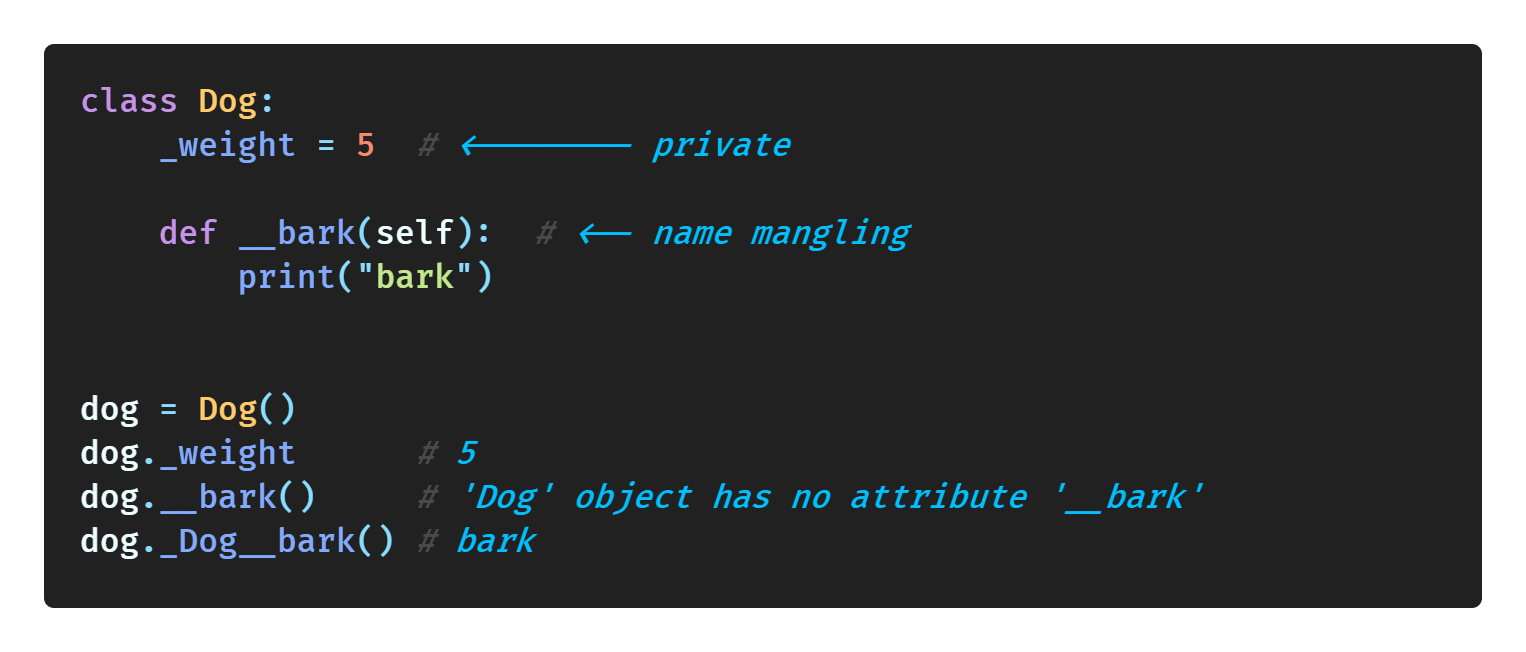 class Dog:
    _weight = 5  # <--------- private
    def __bark(self):  # <-- name mangling
        print("bark")
dog = Dog()
dog._weight      # 5
dog.__bark()     # 'Dog' object has no attribute '__bark'
dog._Dog__bark() # bark